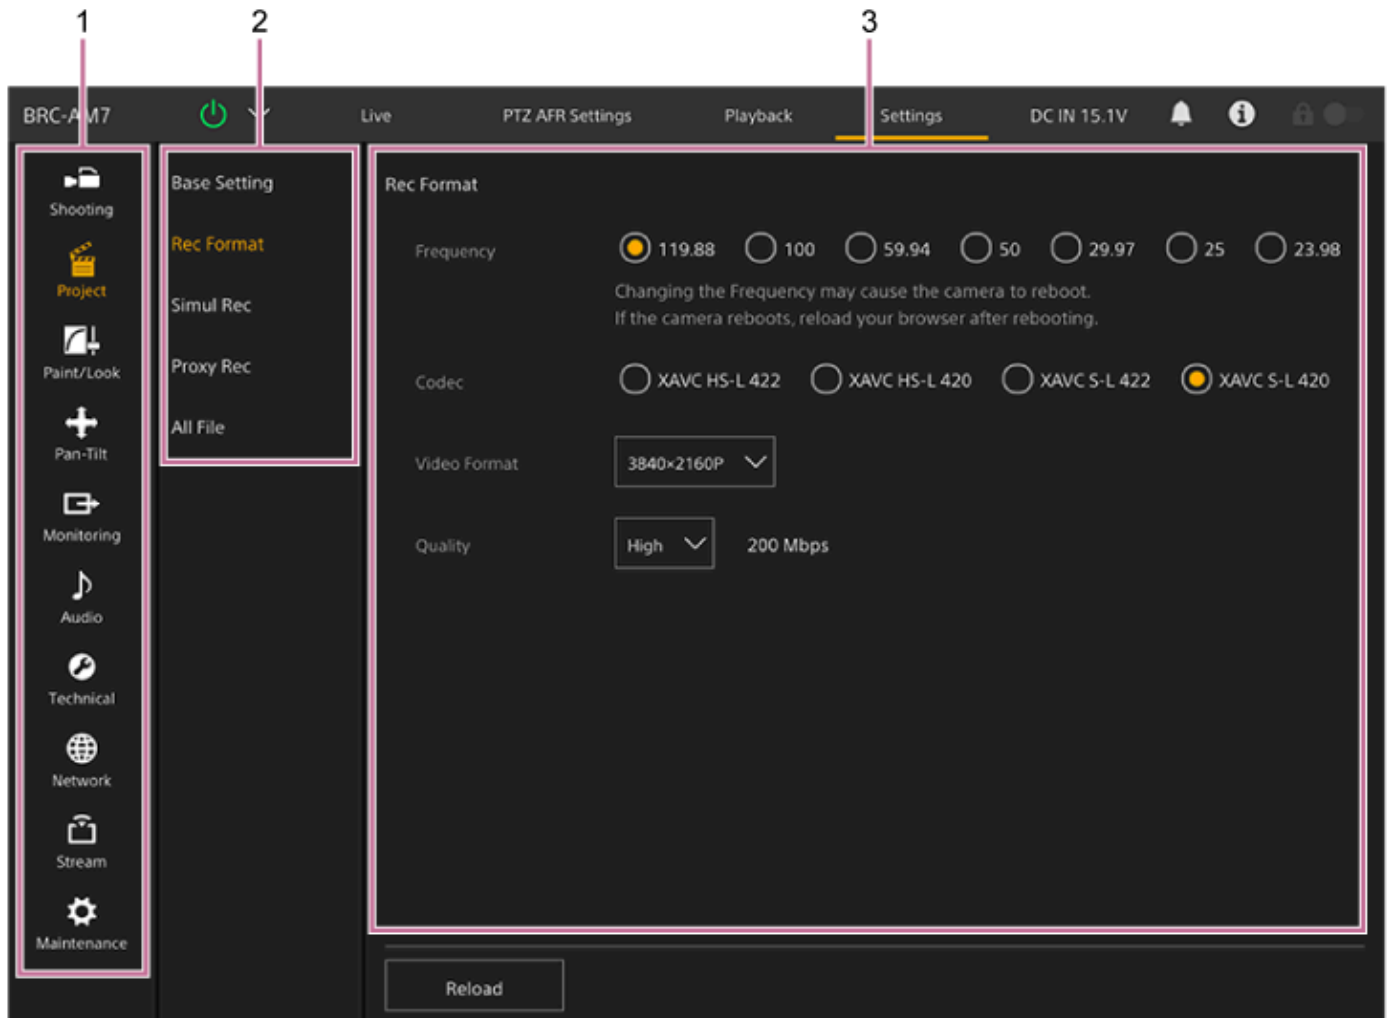 1 2 3
BRC-AM7 Live PTZ AFR Settings Playback Settings DC IN 15.1V
Shooting
Project
Paint/Look
Pan-Tilt
Monitoring
Audio
Technical
Network
Stream
Maintenance
Base Setting
Rec Format
Simul Rec
Proxy Rec
All File
Rec Format
Frequency 119.88 100 59.94 50 29.97 25 23.98
Changing the Frequency may cause the camera to reboot.
If the camera reboots, reload your browser after rebooting.
Codec XAVC HS-L 422 XAVC HS-L 420 XAVC S-L 422 XAVC S-L 420
Video Format 3840×2160P
Quality High 200 Mbps
Reload